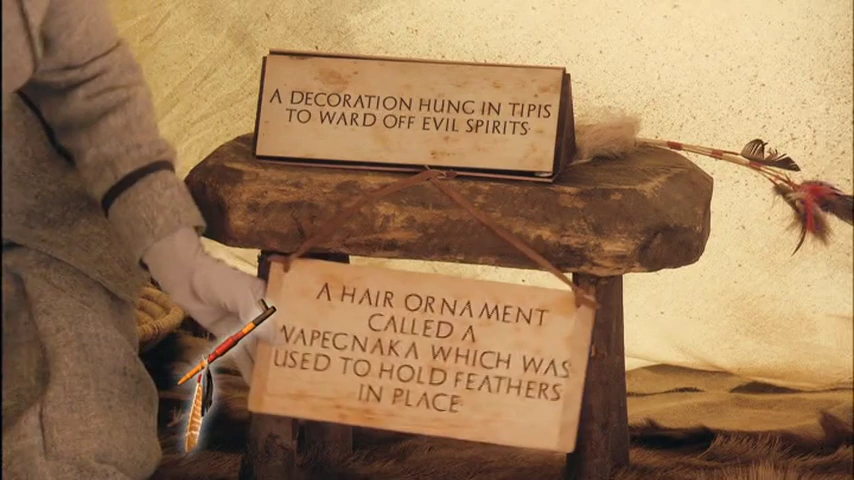 A DECORATION HUNG IN TIPIS
TO WARD OFF EVIL SPIRITS
A HAIR ORNAMENT
CALLED A
WAPEGNAKA WHICH WAS
USED TO HOLD FEATHERS
IN PLACE